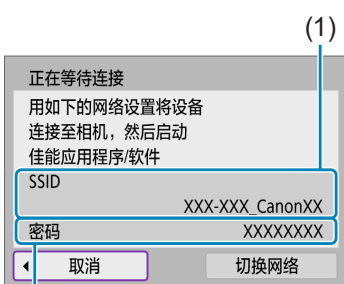 (1)
正在等待连接
用如下的网络设置将设备
连接至相机，然后启动
佳能应用程序/软件
SSID
XXX-XXX_CanonXX
密码 XXXXXXXX
取消 切换网络